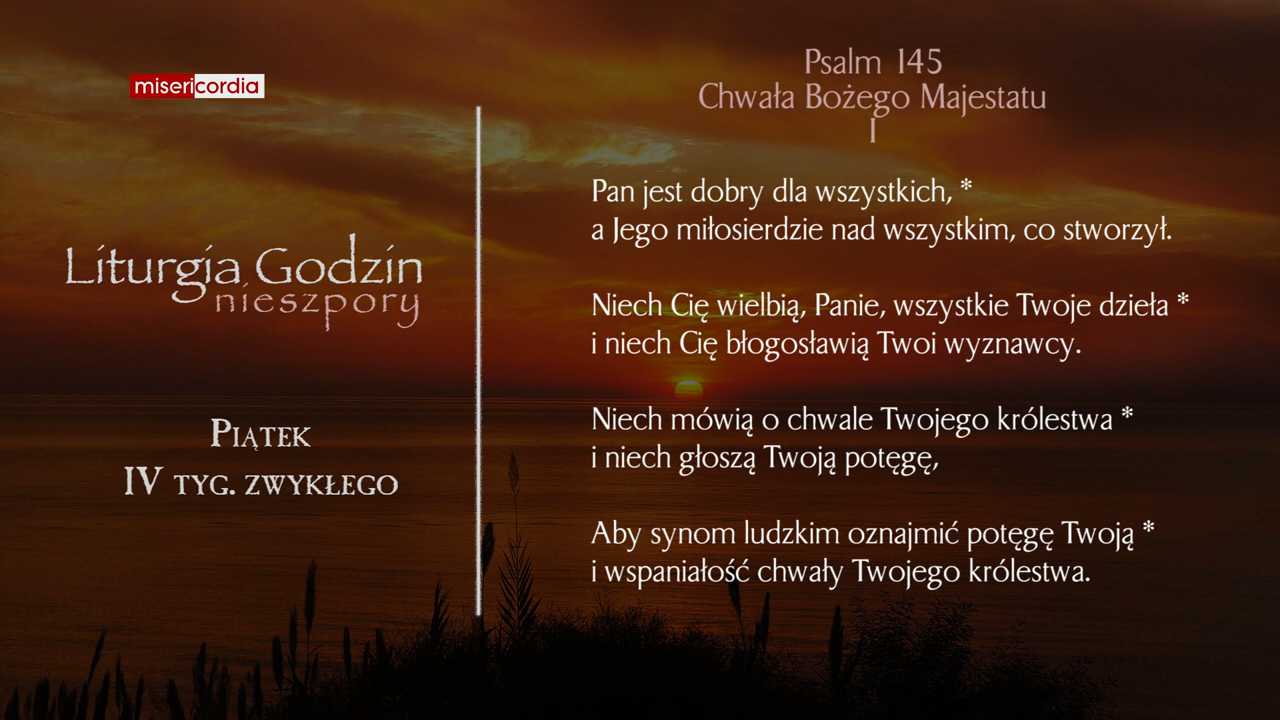 misericordia
Liturgia Godzin
nieszpory
Piątek
IV tyg. zwykłego
Psalm 145
Chwała Bożego Majestatu
I
Pan jest dobry dla wszystkich, *
a Jego miłosierdzie nad wszystkim, co stworzył.
Niech Cię wielbią, Panie, wszystkie Twoje dzieła *
i niech Cię błogosławią Twoi wyznawcy.
Niech mówią o chwale Twojego królestwa *
i niech głoszą Twoją potęgę,
Aby synom ludzkim oznajmić potęgę Twoją *
i wspaniałość chwały Twojego królestwa.